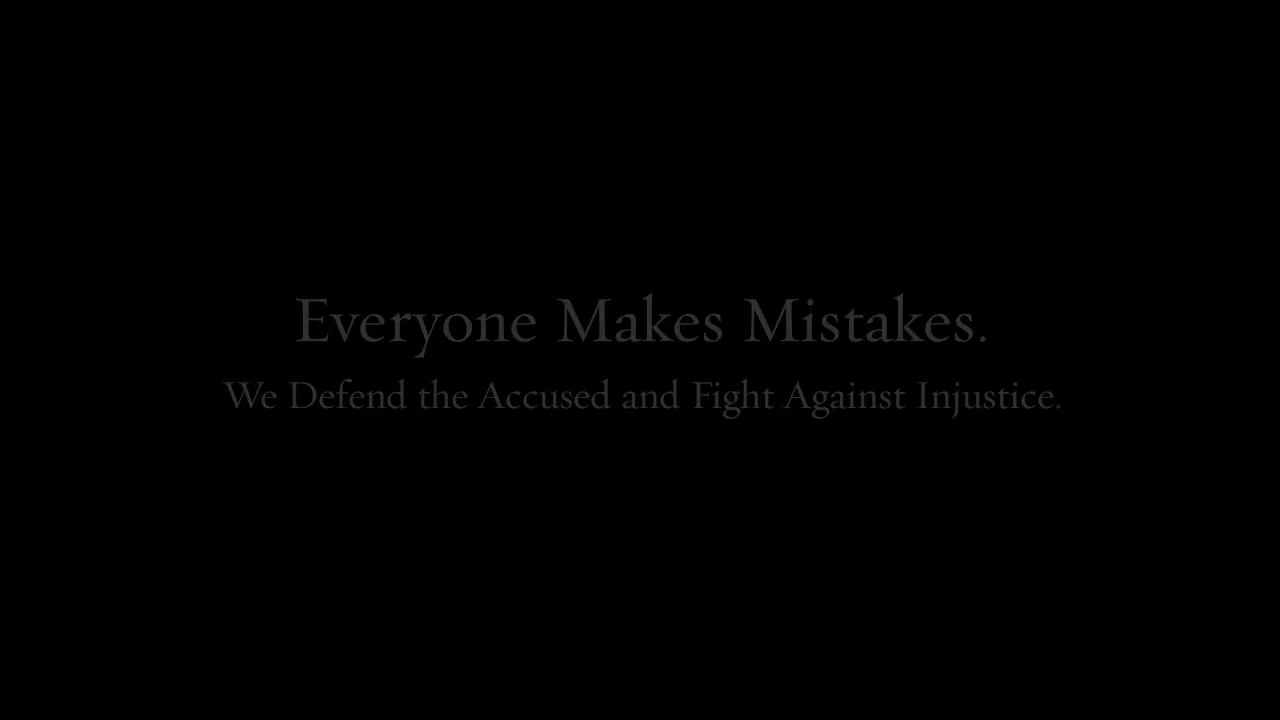 Everyone Makes Mistakes.
We Defend the Accused and Fight Against Injustice.